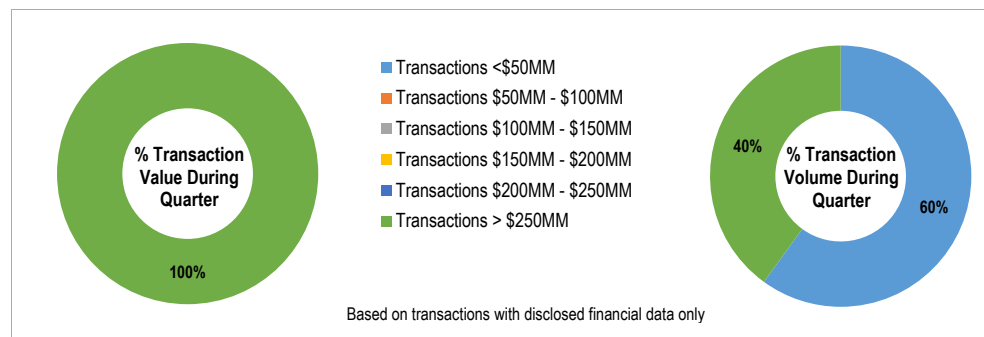 % Transaction
Value During
Quarter
100%
Transactions <$50MM
Transactions $50MM - $100MM
Transactions $100MM - $150MM
Transactions $150MM - $200MM
Transactions $200MM - $250MM
Transactions > $250MM
40%
% Transaction
Volume During
Quarter
60%
Based on transactions with disclosed financial data only